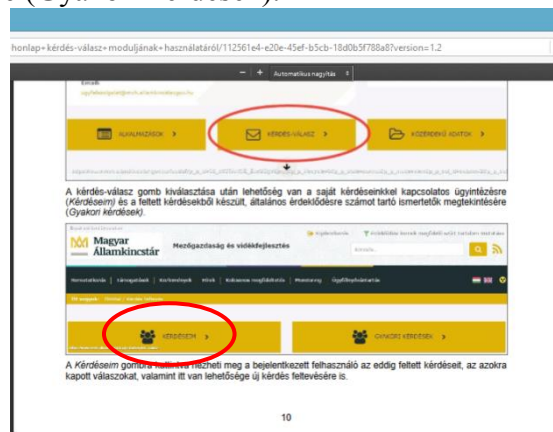 (Gyakori kérdések).
honlap+kérdés-válasz+moduljának+használatáról/112561e4-e20e-45ef-b5cb-18d0b5f788a8?version=1.2
− + Automatikus nagyítás
Emailt
ALKALMAZÁSOK > KÉRDÉS-VÁLASZ > KÖZÉRDEKŰ ADATOK >
A kérdés-válasz gomb kiválasztása után lehetőség van a saját kérdéseinkkel kapcsolatos ügyintézésre
(Kérdéseim) és a feltett kérdésekből készült, általános érdeklődésre számot tartó ismertetők megtekintésére
(Gyakori kérdések).
Magyar
Államkincstár
Mezőgazdaság és vidékfejlesztés
Keresés..
KÉRDÉSEIM > GYAKORI KÉRDÉSEK >
A Kérdéseim gombra kattintva nézheti meg a bejelentkezett felhasználó az eddig feltett kérdéseit, az azokra
kapott válaszokat, valamint itt van lehetősége új kérdés feltevésére is.
10